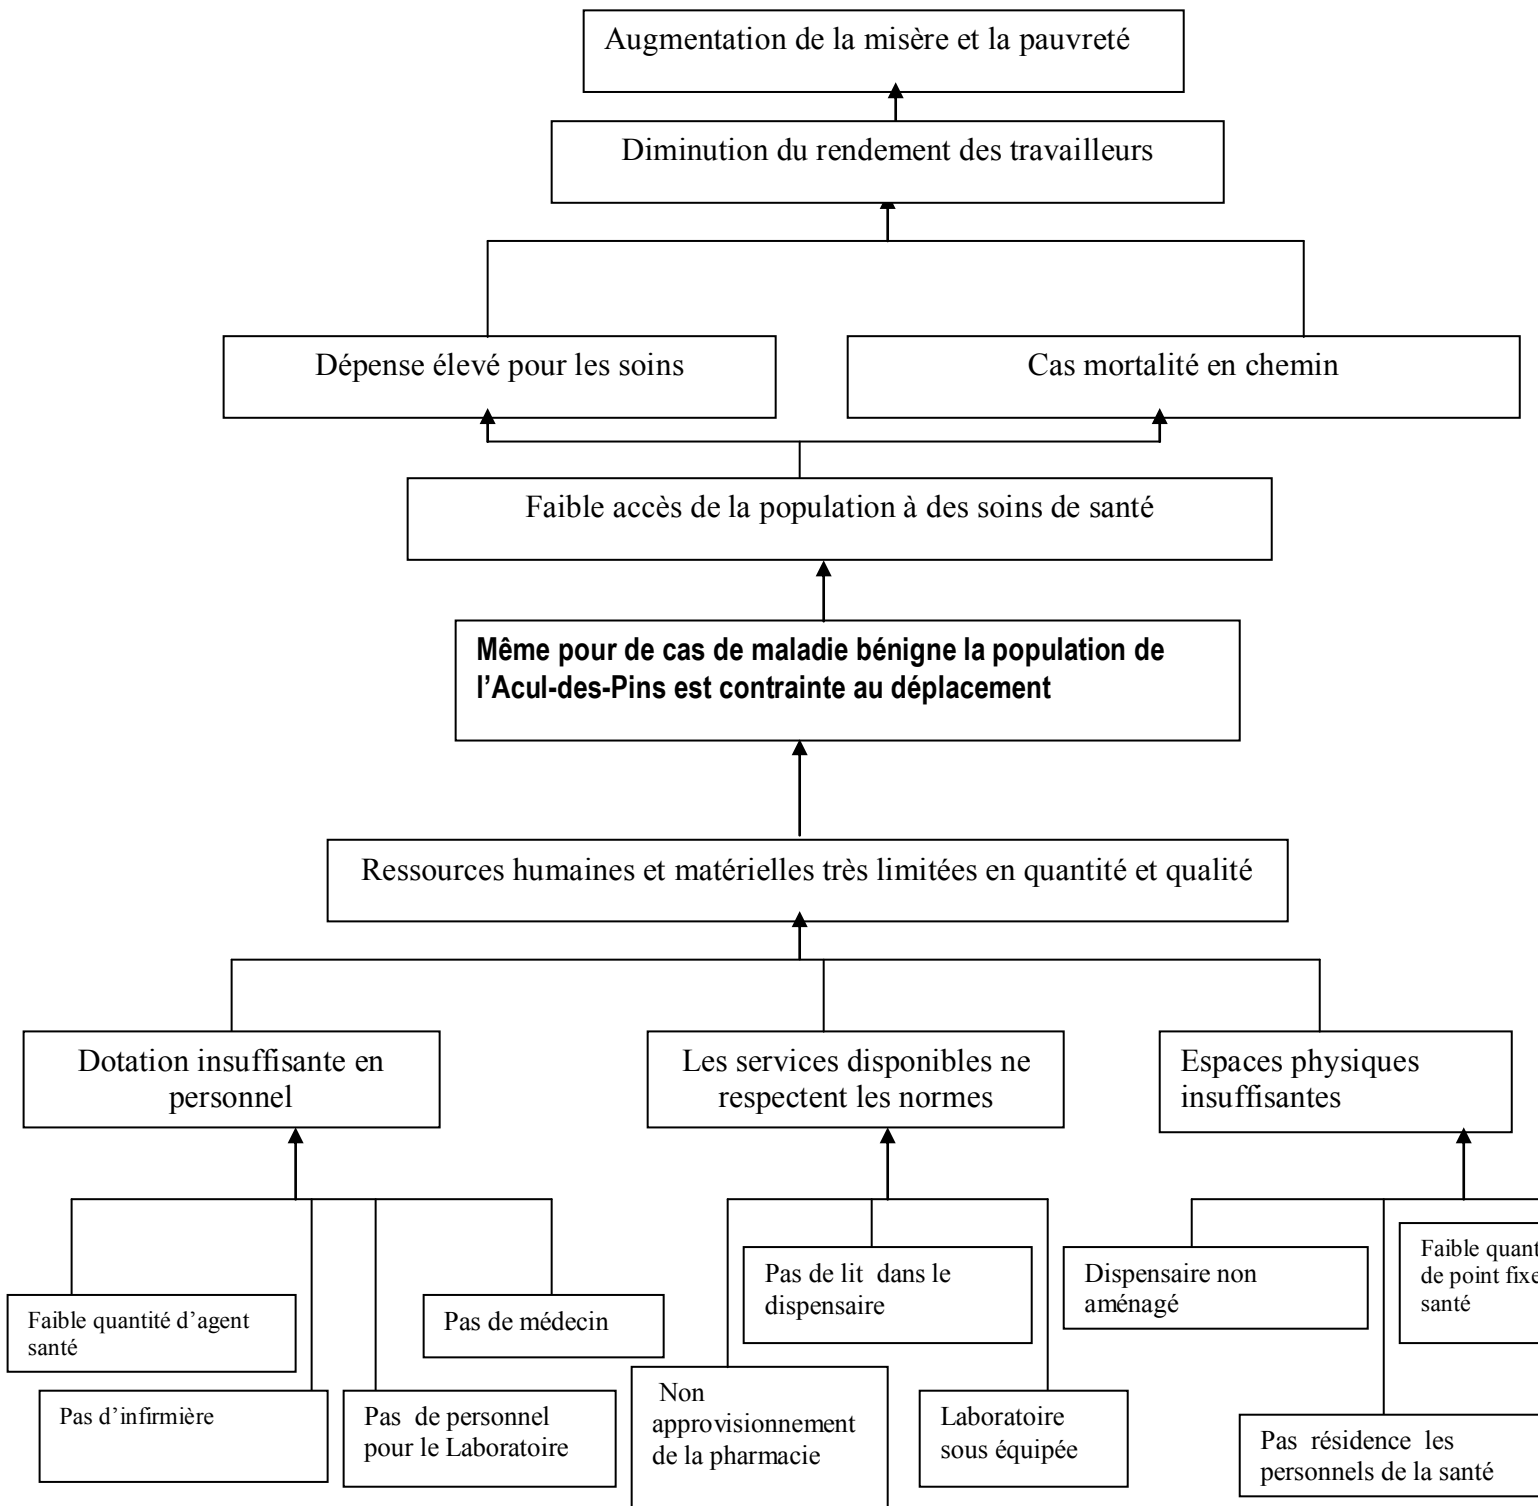 Augmentation de la misère et la pauvreté
Diminution du rendement des travailleurs
Dépense élevé pour les soins
Cas mortalité en chemin
Faible accès de la population à des soins de santé
Même pour de cas de maladie bénigne la population de
l’Acul-des-Pins est contrainte au déplacement
Ressources humaines et matérielles très limitées en quantité et qualité
Dotation insuffisante en
personnel
Les services disponibles ne
respectent les normes
Espaces physiques
insuffisantes
Faible quantité d’agent
santé
Pas d’infirmière
Pas de personnel
pour le Laboratoire
Pas de médecin
Non
approvisionnement
de la pharmacie
Pas de lit dans le
dispensaire
Laboratoire
sous équipée
Dispensaire non
aménagé
Pas résidence les
personnels de la santé
Faible
de point fixe
santé